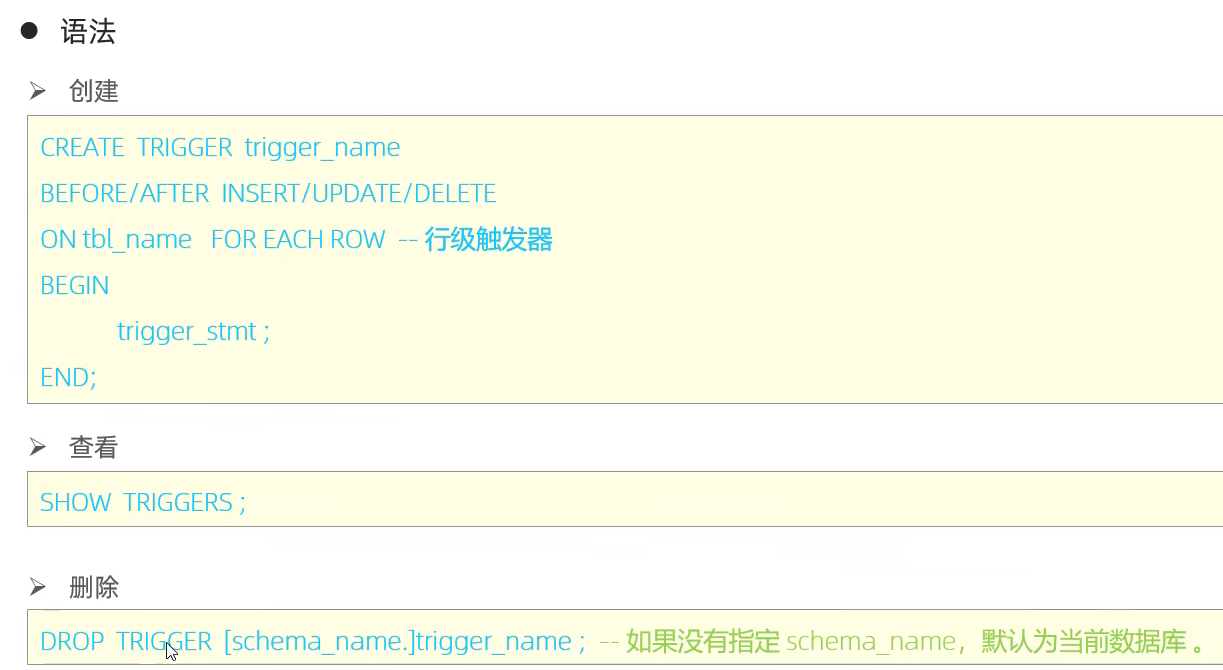 ● 语法
➢ 创建
CREATE TRIGGER trigger_name
BEFORE/AFTER INSERT/UPDATE/DELETE
ON tbl_name FOR EACH ROW -- 行级触发器
BEGIN
trigger_stmt ;
END;
➢ 查看
SHOW TRIGGERS ;
➢ 删除
DROP TRIGGER [schema_name.]trigger_name ; -- 如果没有指定 schema_name，默认为当前数据库 。